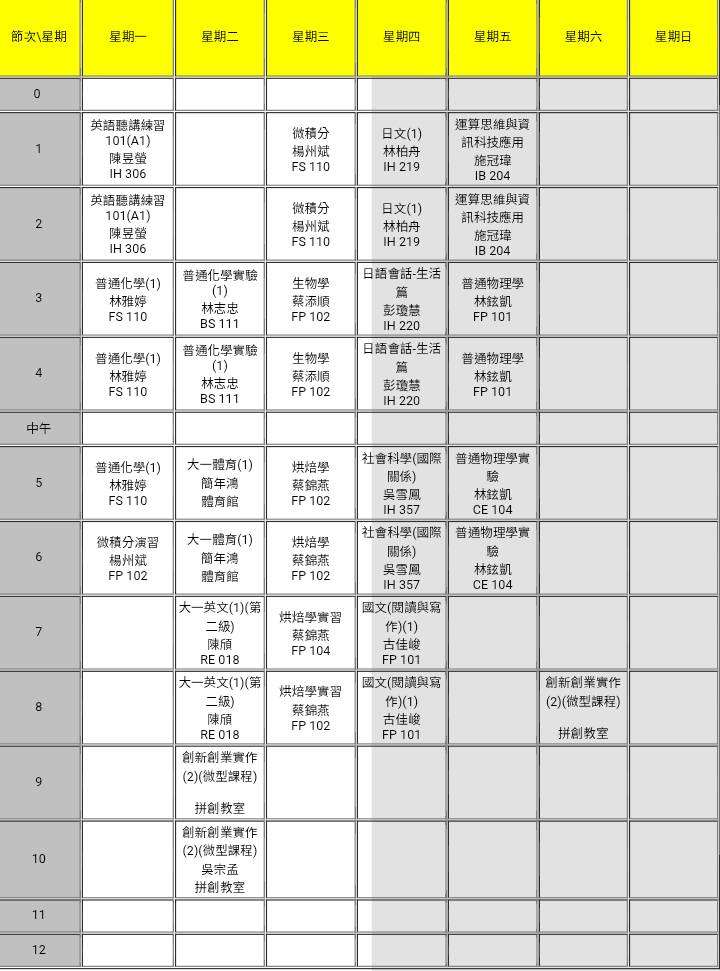 節次\星期 星期一 星期二 星期三 星期四 星期五 星期六 星期日
0
1
英語聽講練習
101(A1)
陳昱螢
IH 306
微積分
楊州斌
FS 110
日文(1)
林柏舟
IH 219
運算思維與資
訊科技應用
施冠瑋
IB 204
2
英語聽講練習
101(A1)
陳昱螢
IH 306
微積分
楊州斌
FS 110
日文(1)
林柏舟
IH 219
運算思維與資
訊科技應用
施冠瑋
IB 204
3
普通化學(1)
林雅婷
FS 110
普通化學實驗
(1)
林志忠
BS 111
生物學
蔡添順
FP 102
日語會話-生活
篇
彭瓊慧
IH 220
普通物理學
林鉉凱
FP 101
4
普通化學(1)
林雅婷
FS 110
普通化學實驗
(1)
林志忠
BS 111
生物學
蔡添順
FP 102
日語會話-生活
篇
彭瓊慧
IH 220
普通物理學
林鉉凱
FP 101
中午
5
普通化學(1)
林雅婷
FS 110
大一體育(1)
簡年鴻
體育館
烘焙學
蔡錦燕
FP 102
社會科學(國際
關係)
吳雪鳳
IH 357
普通物理學實
驗
林鉉凱
CE 104
6
微積分演習
楊州斌
FP 102
大一體育(1)
簡年鴻
體育館
烘焙學
蔡錦燕
FP 102
社會科學(國際
關係)
吳雪鳳
IH 357
普通物理學實
驗
林鉉凱
CE 104
7
大一英文(1)(第
二級)
陳頎
RE 018
烘焙學實習
蔡錦燕
FP 104
國文(閱讀與寫
作)(1)
古佳峻
FP 101
8
大一英文(1)(第
二級)
陳頎
RE 018
烘焙學實習
蔡錦燕
FP 102
國文(閱讀與寫
作)(1)
古佳峻
FP 101
創新創業實作
(2)(微型課程)
拼創教室
9
創新創業實作
(2)(微型課程)
拼創教室
10
創新創業實作
(2)(微型課程)
吳宗孟
拼創教室
11
12